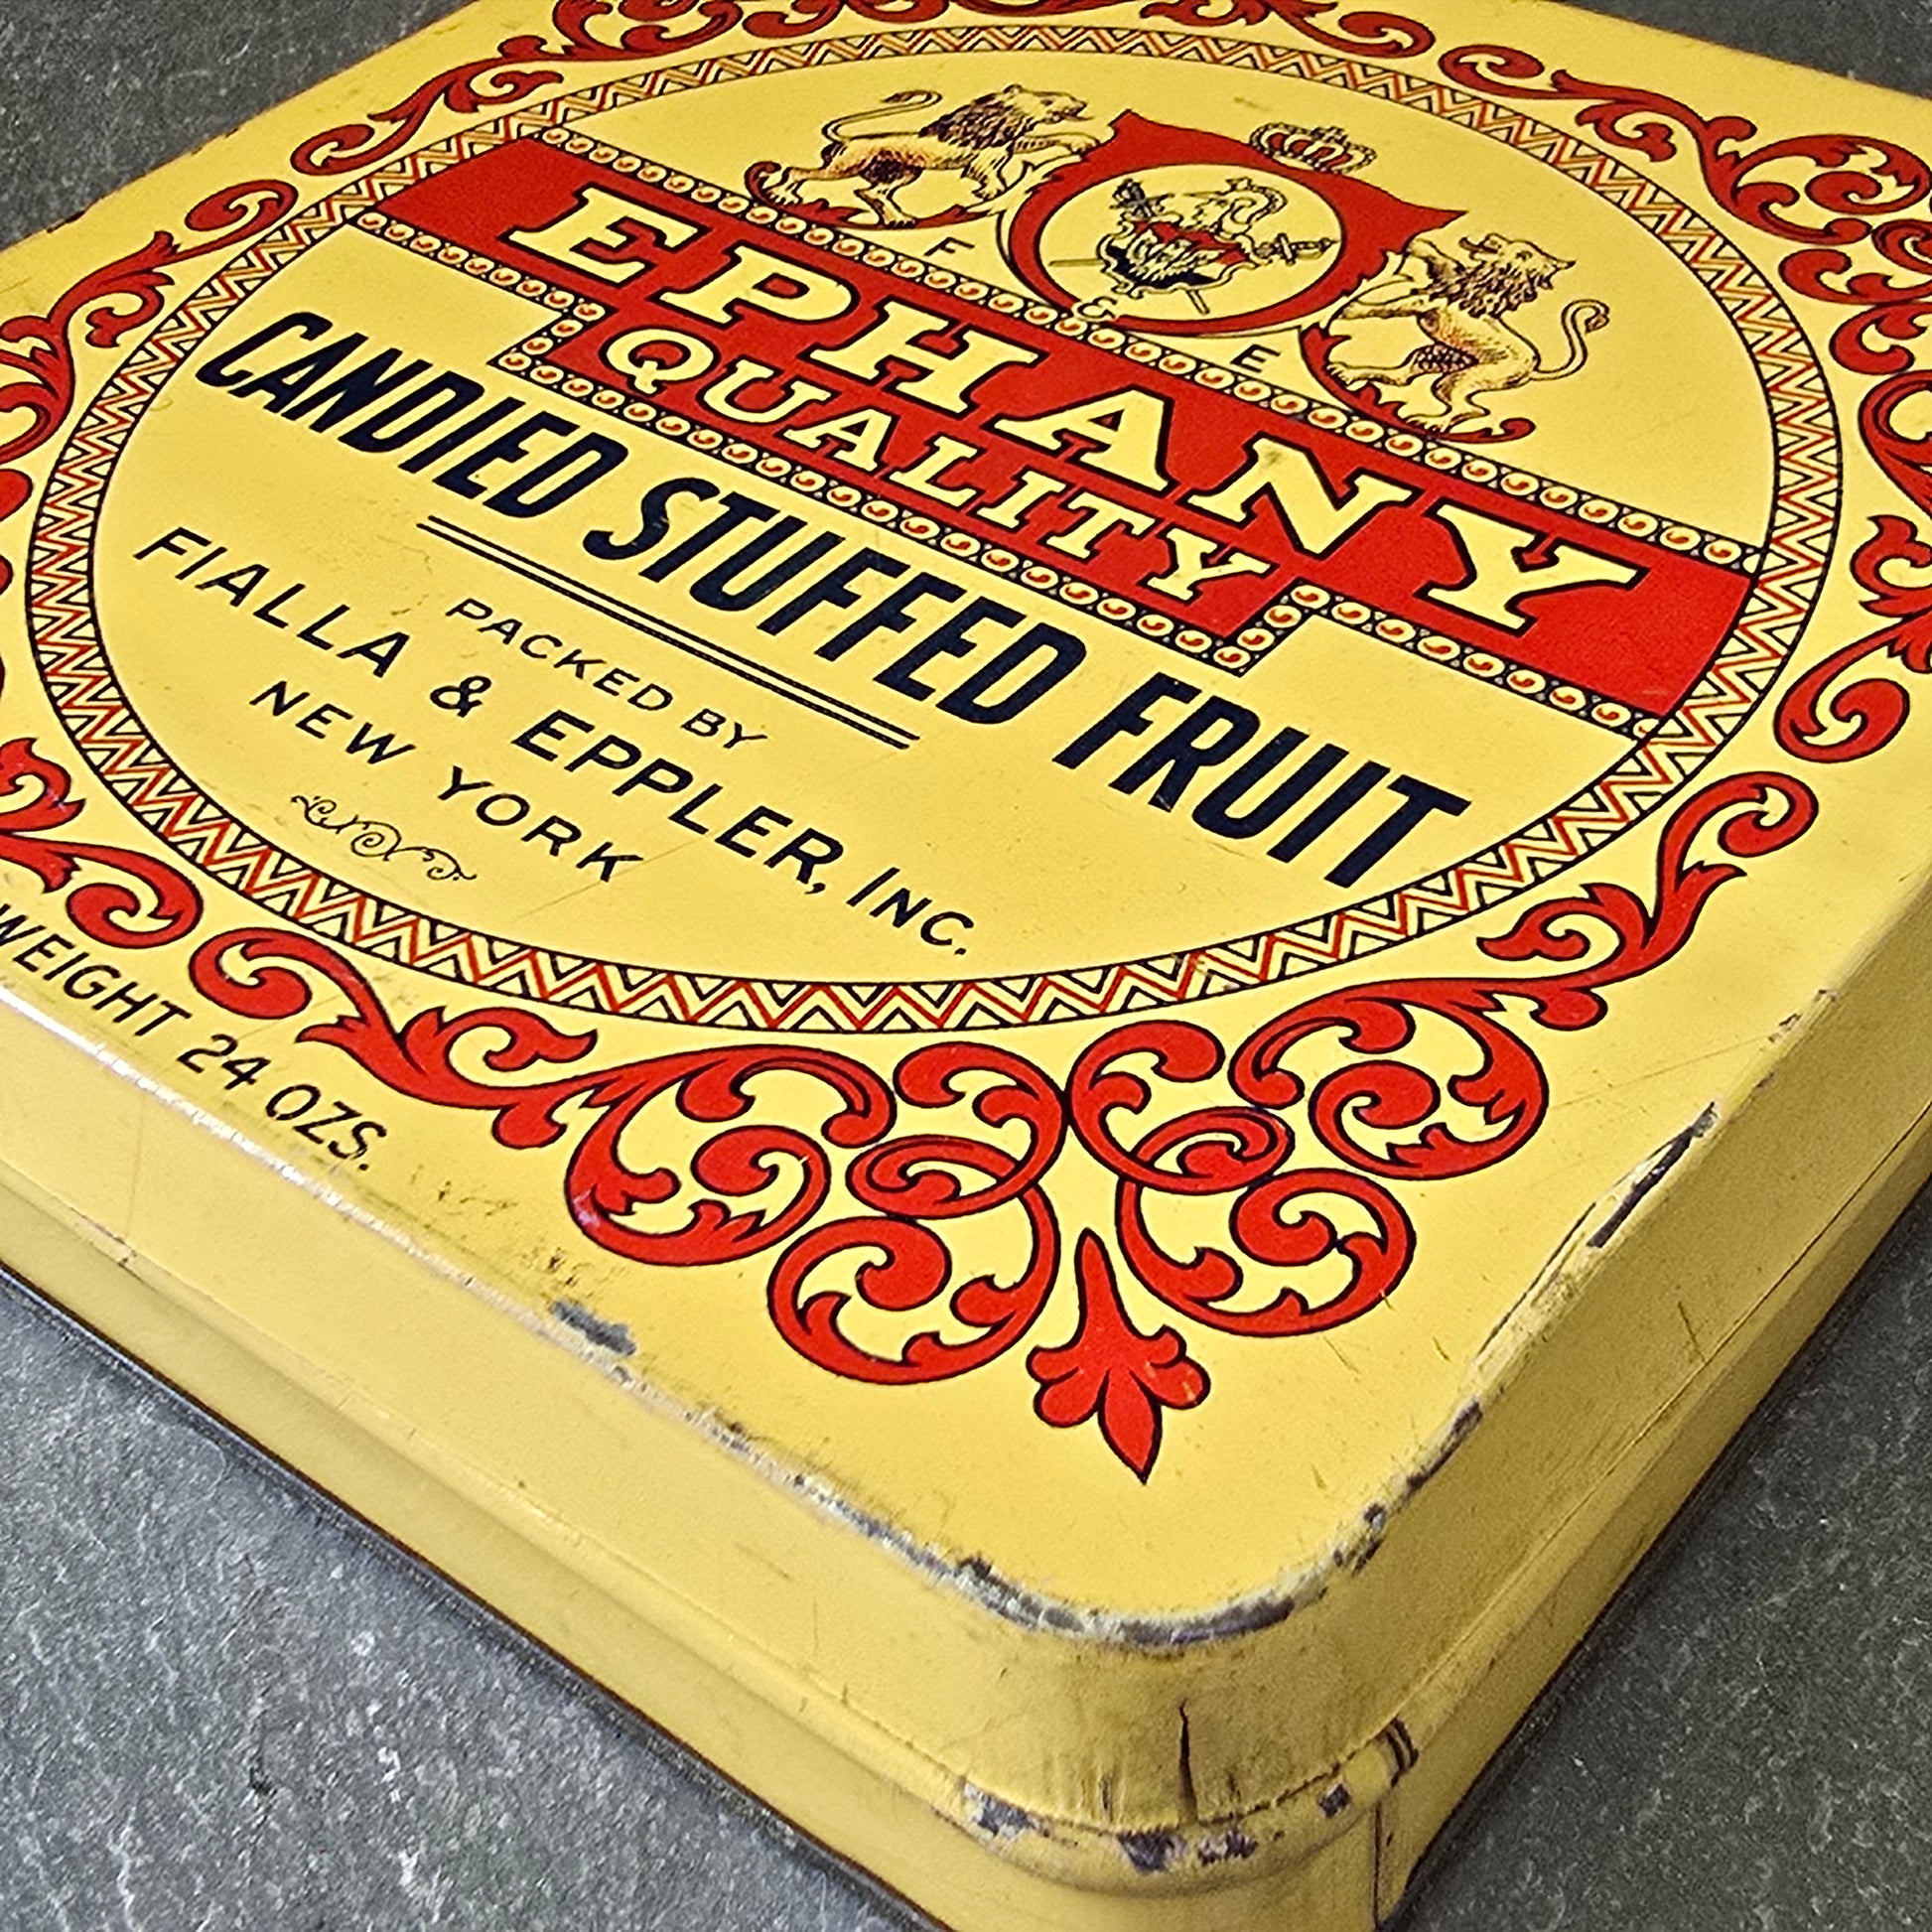 F & E
EPHANY
QUALITY
CANDIED STUFFED FRUIT
PACKED BY
FIALLA & EPPLER, INC.
NEW YORK
WEIGHT 24 OZS.